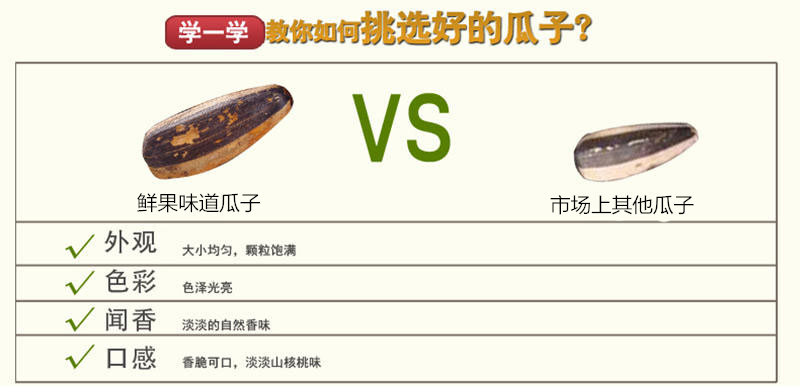 学一学 教你如何挑选好的瓜子?
VS
鲜果味道瓜子
市场上其他瓜子
外观 大小均匀，颗粒饱满
色彩 色泽光亮
闻香 淡淡的自然香味
口感 香脆可口，淡淡山核桃味